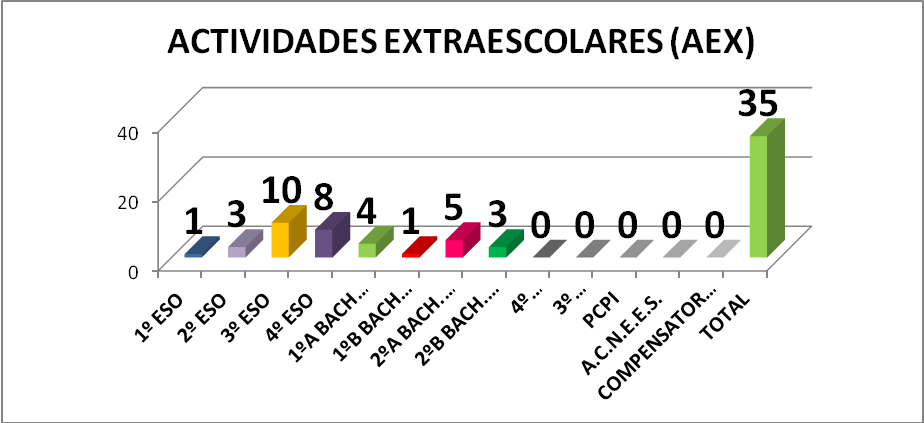 ACTIVIDADES EXTRAESCOLARES (AEX)
40
20
0
1
3
10
8
4
1
5
3
0
0
0
0
0
35
1º ESO
2º ESO
3º ESO
4º ESO
1ºA BACH...
1ºB BACH...
2ºA BACH....
2ºB BACH....
4º...
3º...
PCPI
A.C.N.E.E.S.
COMPENSATOR...
TOTAL